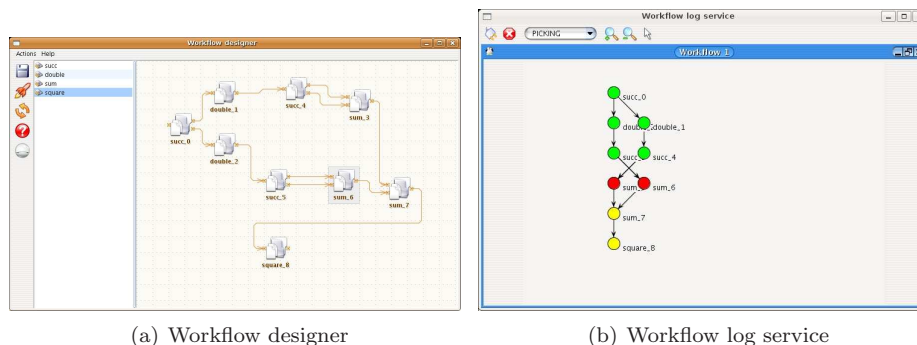 Workflow designer
Actions Help
succ
double
sum
square
double_1
succ_4
sum_3
succ_0
double_2
succ_5
sum_6
sum_7
square_8
Workflow log service
PICKING
Workflow_1
succ_0
double_1
succ_4
sum_6
sum_7
square_8
(a) Workflow designer
(b) Workflow log service